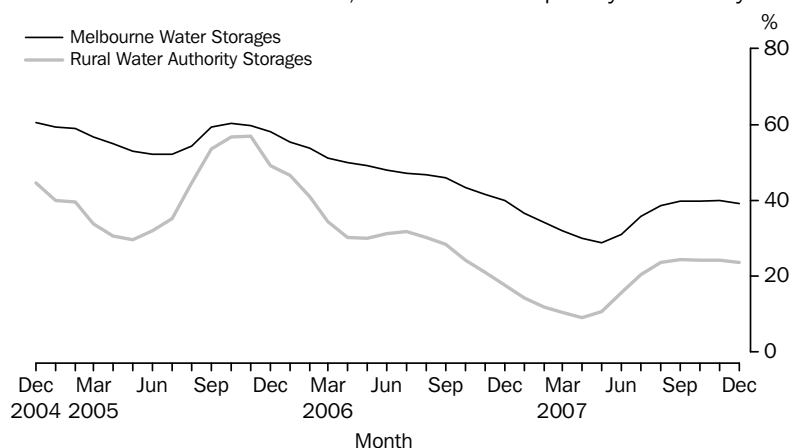 %
Melbourne Water Storages
Rural Water Authority Storages
80
60
40
20
0
Dec Mar Jun Sep Dec Mar Jun Sep Dec Mar Jun Sep Dec
2004 2005 2006 2007
Month